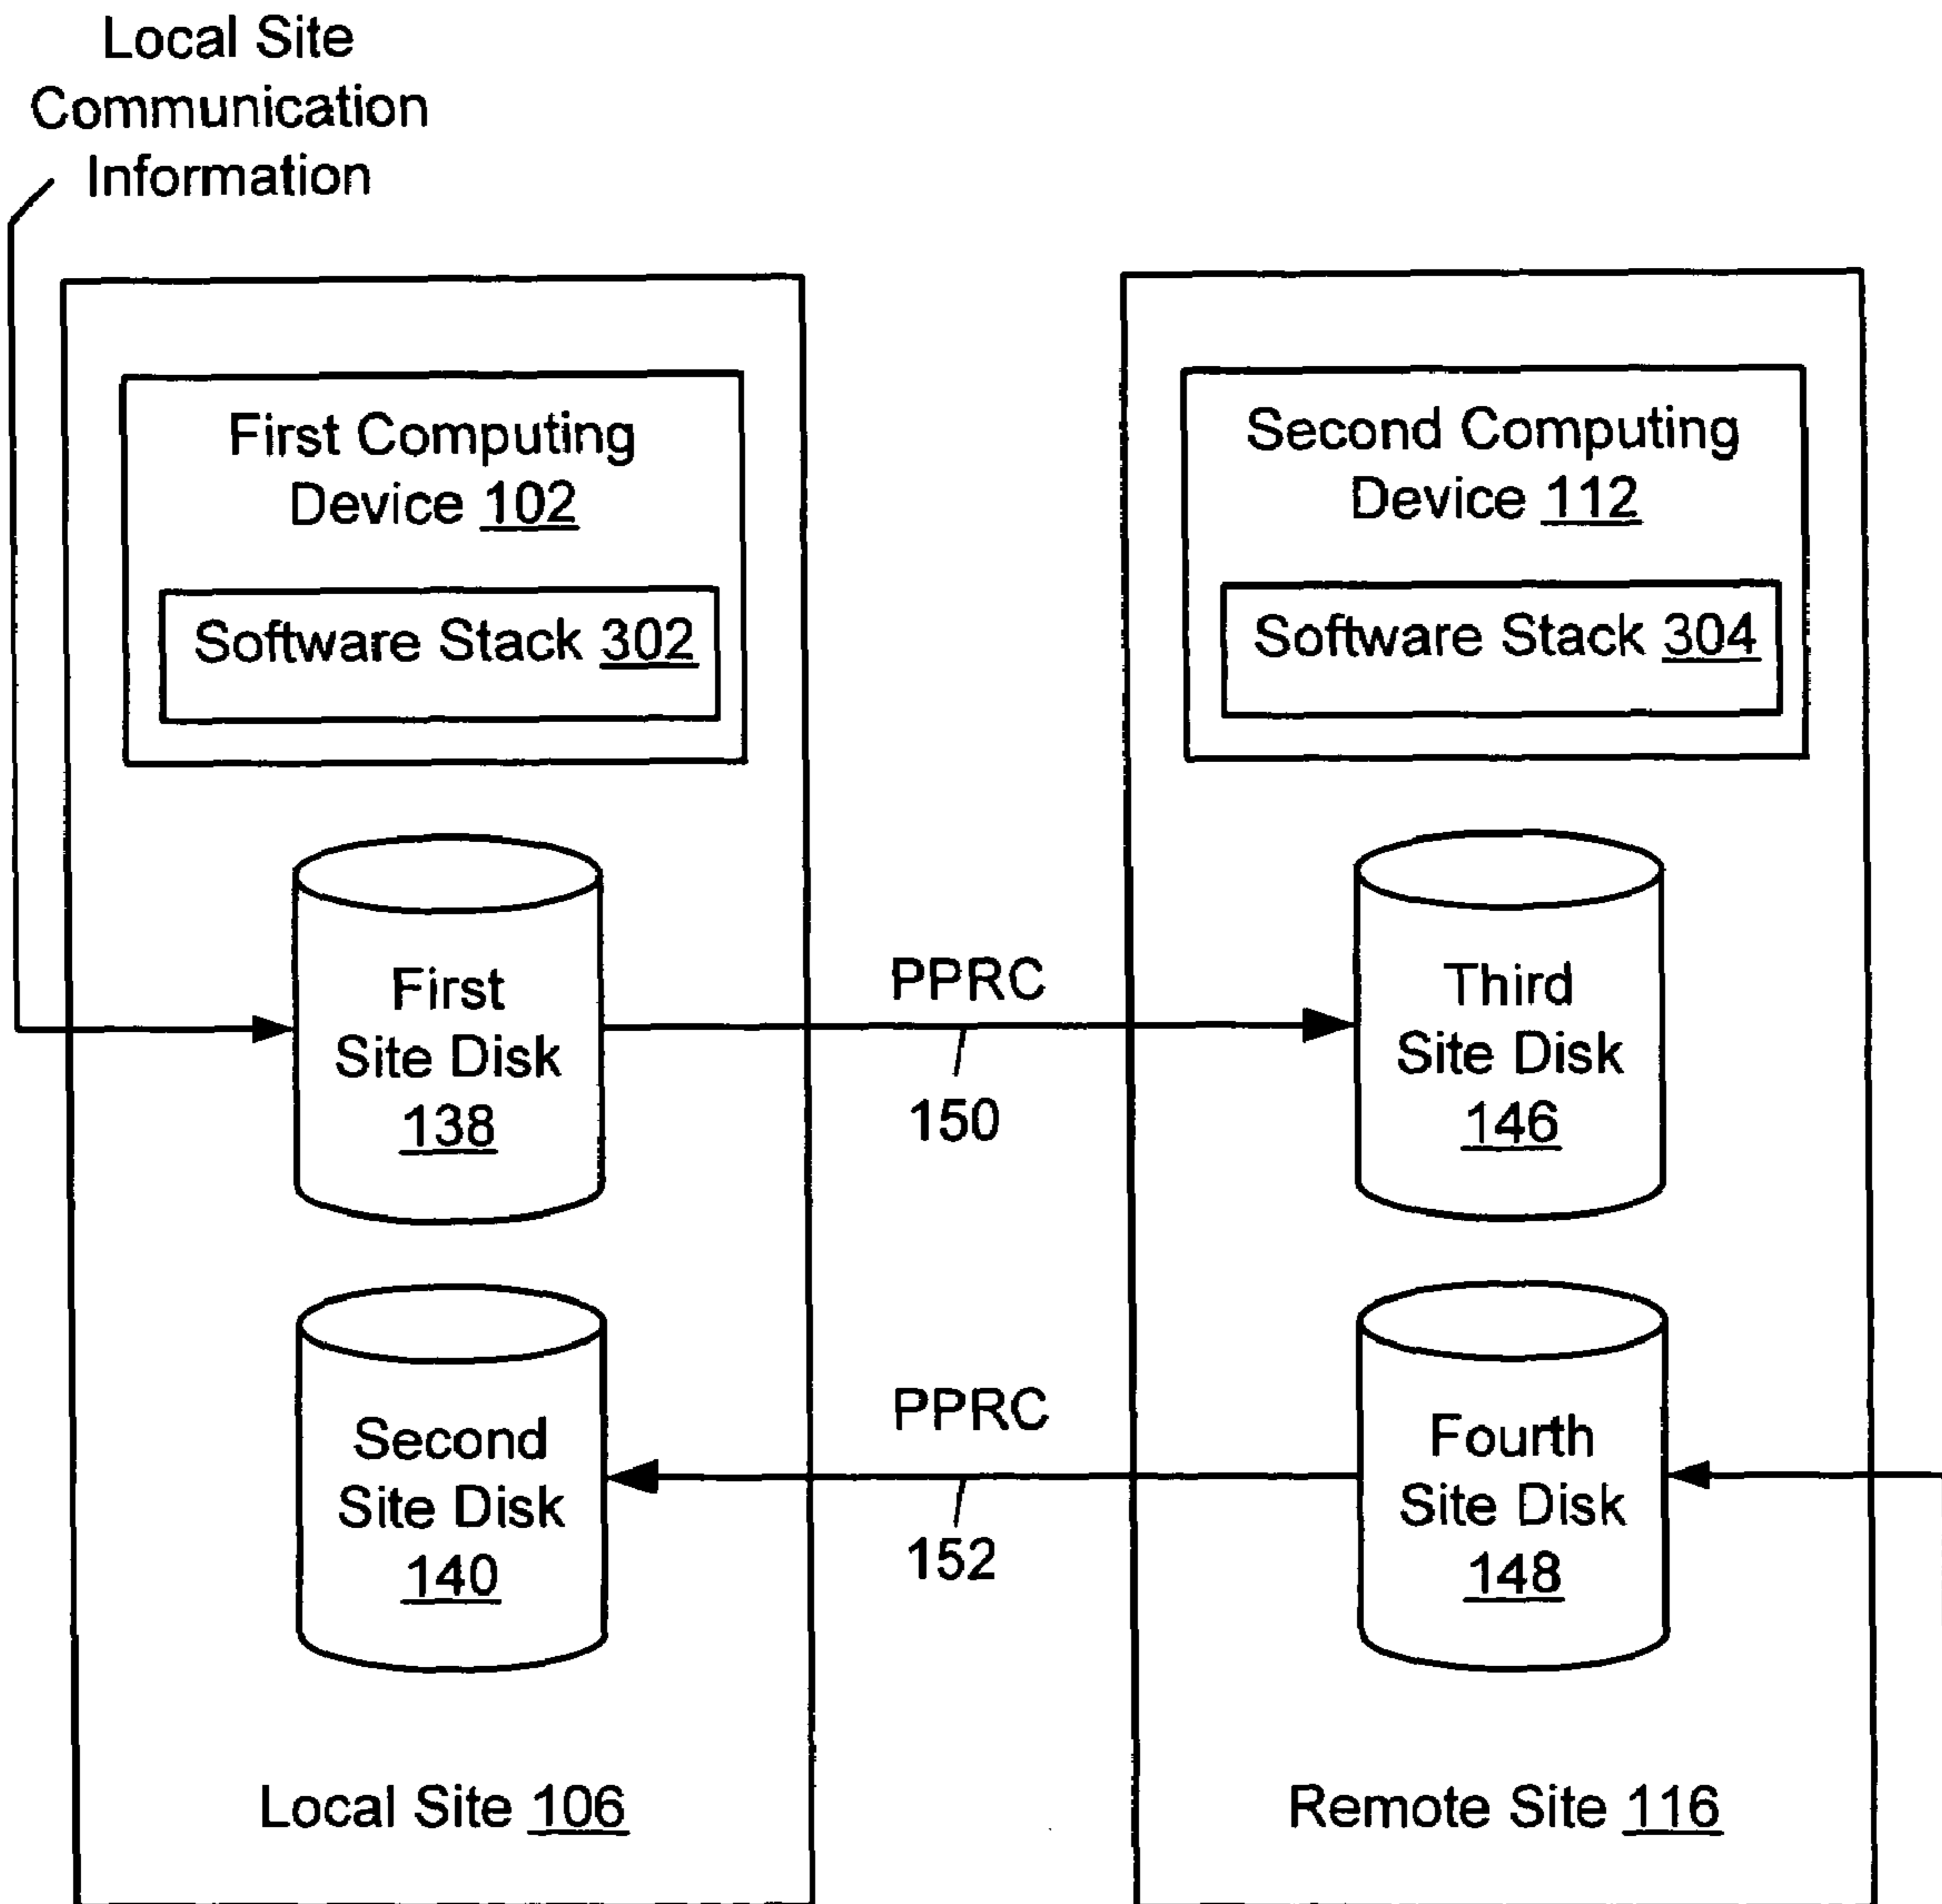 Local Site
Communication
Information
First Computing
Device 102
Software Stack 302
Second Computing
Device 112
Software Stack 304
First
Site Disk
138
PPRC
150
Third
Site Disk
146
Second
Site Disk
140
PPRC
152
Fourth
Site Disk
148
Local Site 106
Remote Site 116